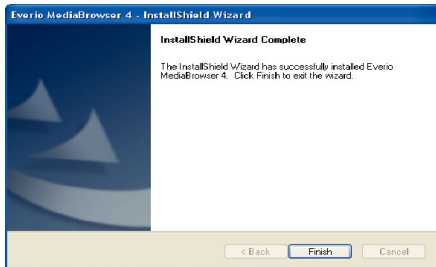 Everio MediaBrowser 4 - InstallShield Wizard
InstallShield Wizard Complete
The InstallShield Wizard has successfully installed Everio
MediaBrowser 4. Click Finish to exit the wizard.
< Back Finish Cancel